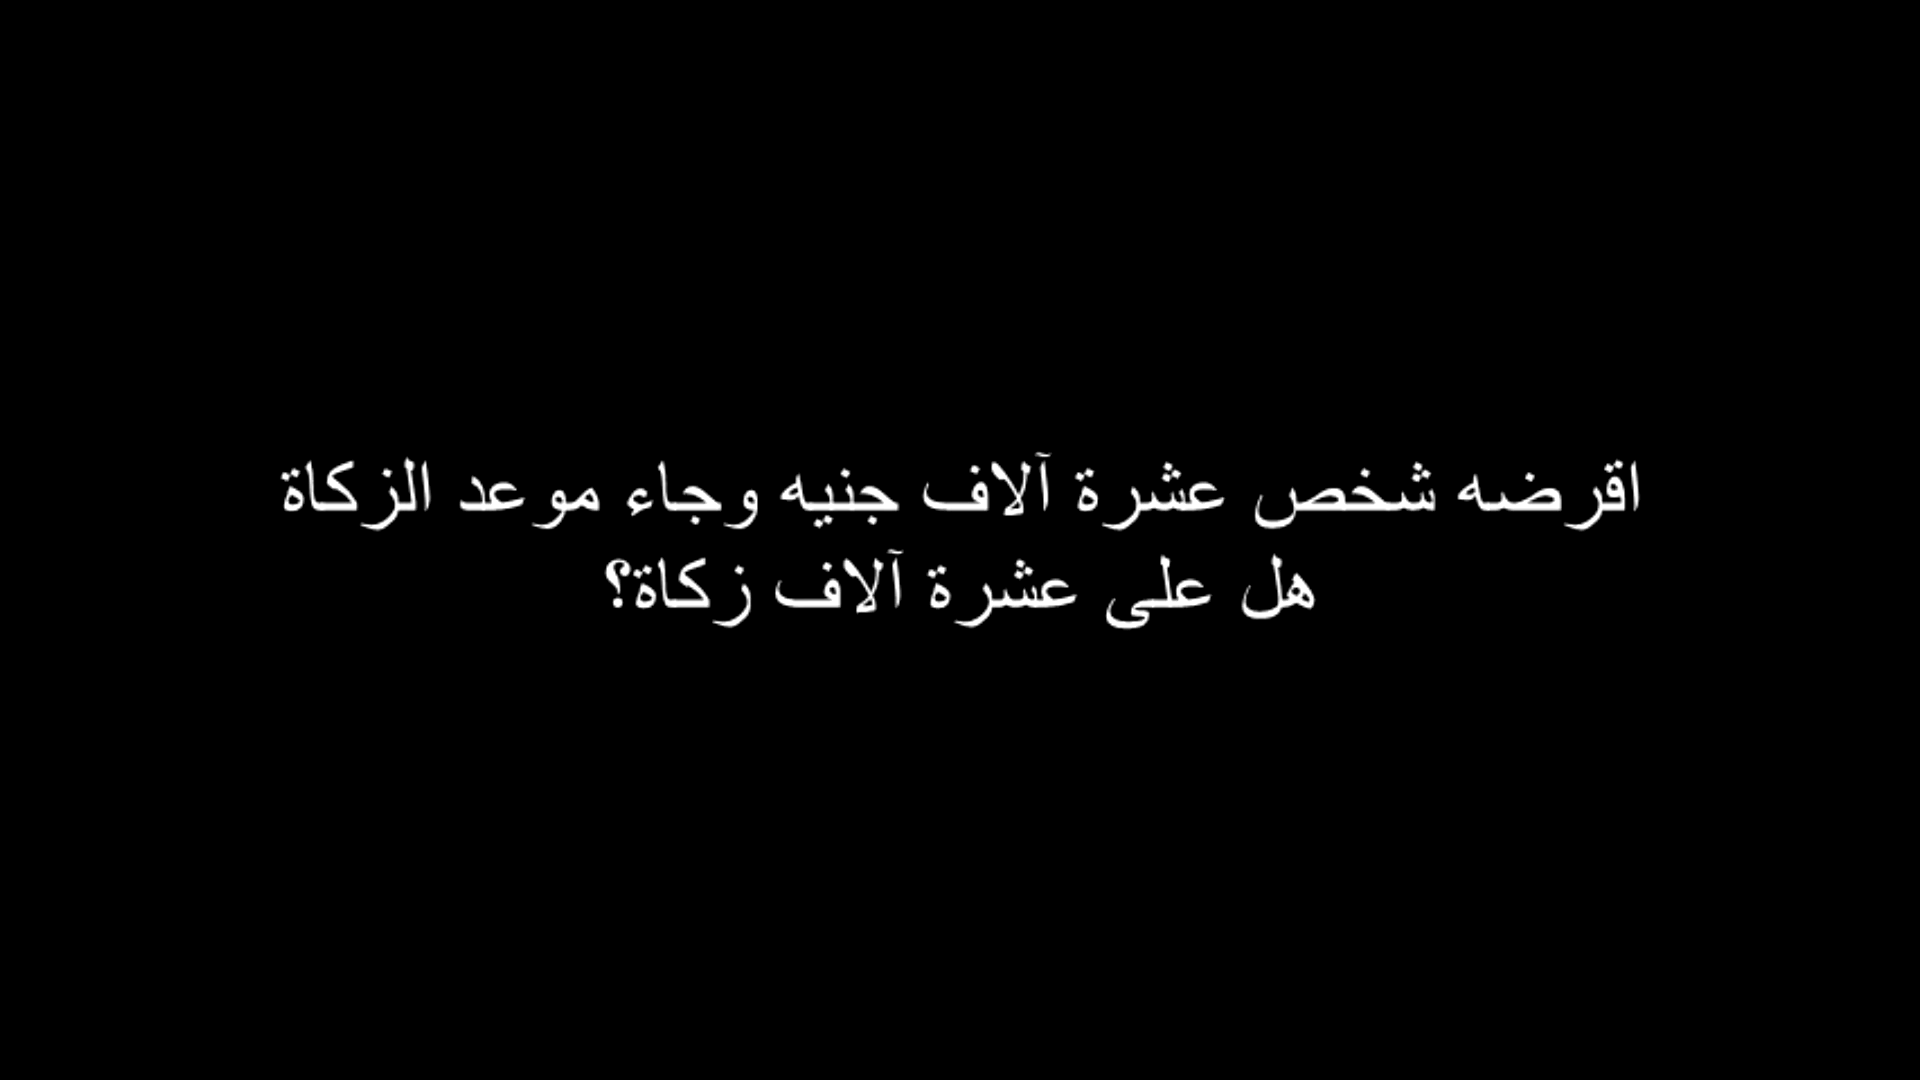 اقرضه شخص عشرة آلاف جنيه وجاء موعد الزكاة
هل على عشرة آلاف زكاة؟